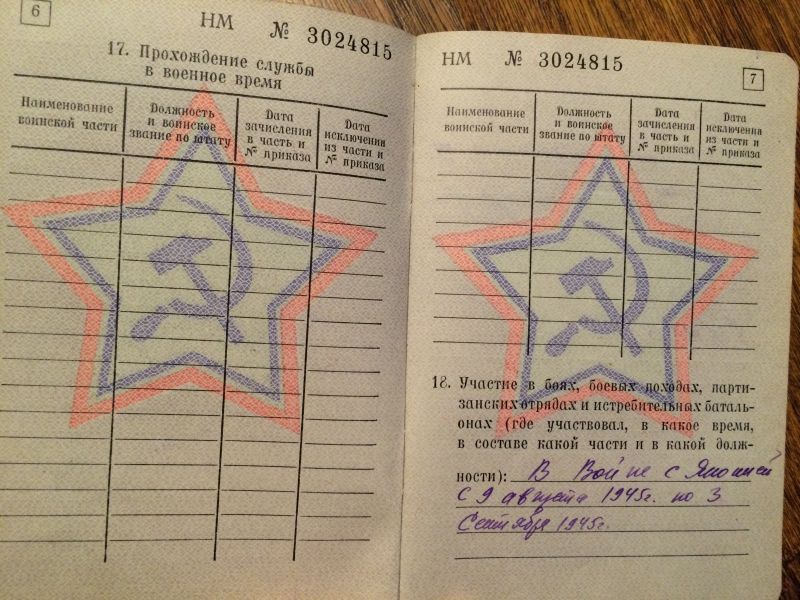 6
НМ № 3024815
17. Прохождение службы
в военное время
Наименование
воинской части
Должность
и воинское
звание по штату
Дата
зачисления
в часть и
№ приказа
Дата
исключения
из части и
№ приказа
НМ № 3024815
7
Наименование
воинской части
Должность
и воинское
звание по штату
Дата
зачисления
в часть и
№ приказа
Дата
исключения
из части и
№ приказа
18. Участие в боях, боевых походах, парти-
занских отрядах и истребительных баталь-
онах (где участвовал, в какое время,
в составе какой части и в какой долж-
ности): В Войне с Японией
с 9 августа 1945г. по 3
Сентября 1945г.